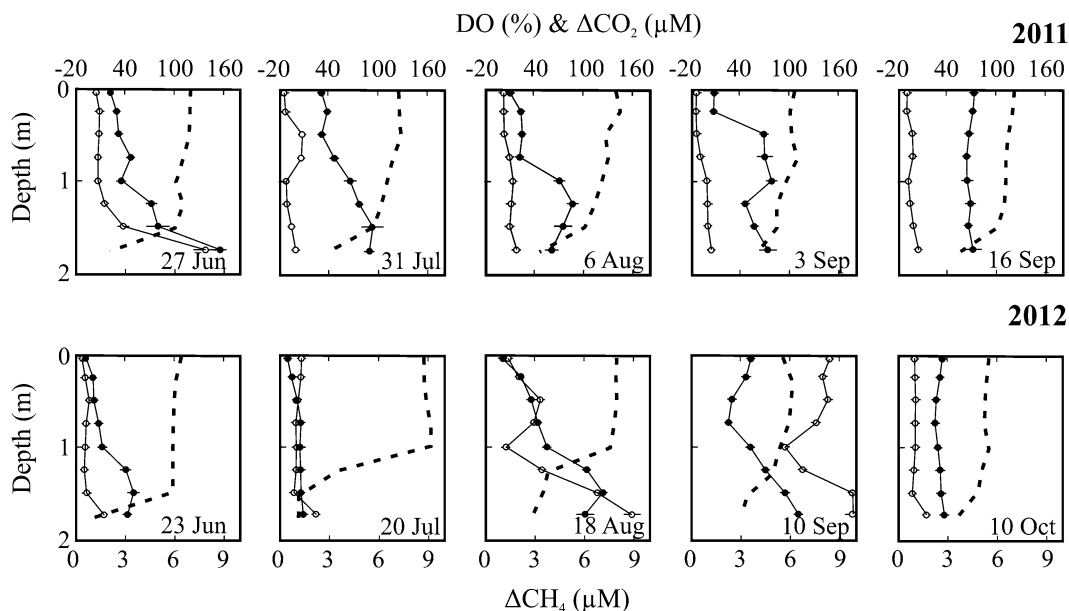 DO (%) & ΔCO₂ (µM)
2011
-20 40 100 160 -20 40 100 160 -20 40 100 160 -20 40 100 160 -20 40 100 160
0
Depth (m)
1
2
27 Jun
31 Jul
6 Aug
3 Sep
16 Sep
2012
0
Depth (m)
1
2
23 Jun
20 Jul
18 Aug
10 Sep
10 Oct
0 3 6 9 0 3 6 9 0 3 6 9 0 3 6 9 0 3 6 9
ΔCH₄ (µM)